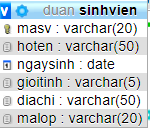 duan sinhvien
masv : varchar(20)
hoten : varchar(50)
ngaysinh : date
gioitinh : varchar(5)
diachi : varchar(50)
malop : varchar(20)